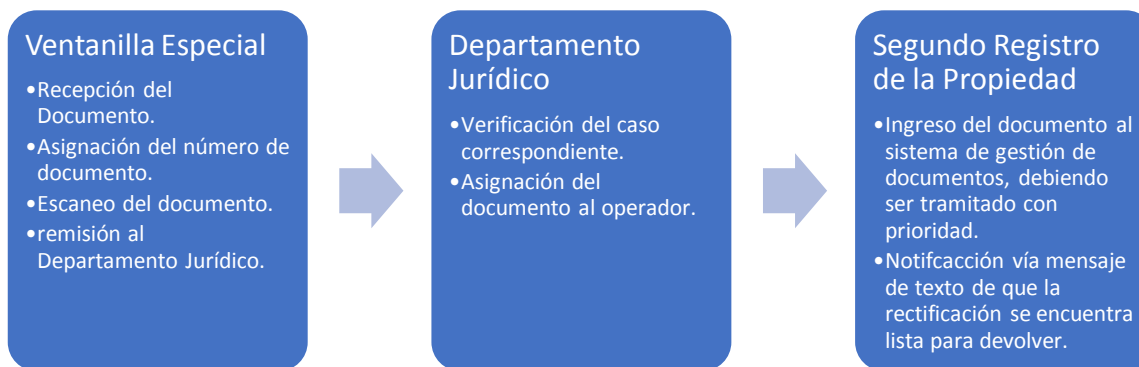 Ventanilla Especial
•Recepción del
Documento.
•Asignación del número de
documento.
•Escaneo del documento.
•remisión al
Departamento Jurídico.
Departamento
Jurídico
•Verificación del caso
correspondiente.
•Asignación del
documento al operador.
Segundo Registro
de la Propiedad
•Ingreso del documento al
sistema de gestión de
documentos, debiendo
ser tramitado con
prioridad.
•Notifcacción vía mensaje
de texto de que la
rectificación se encuentra
lista para devolver.